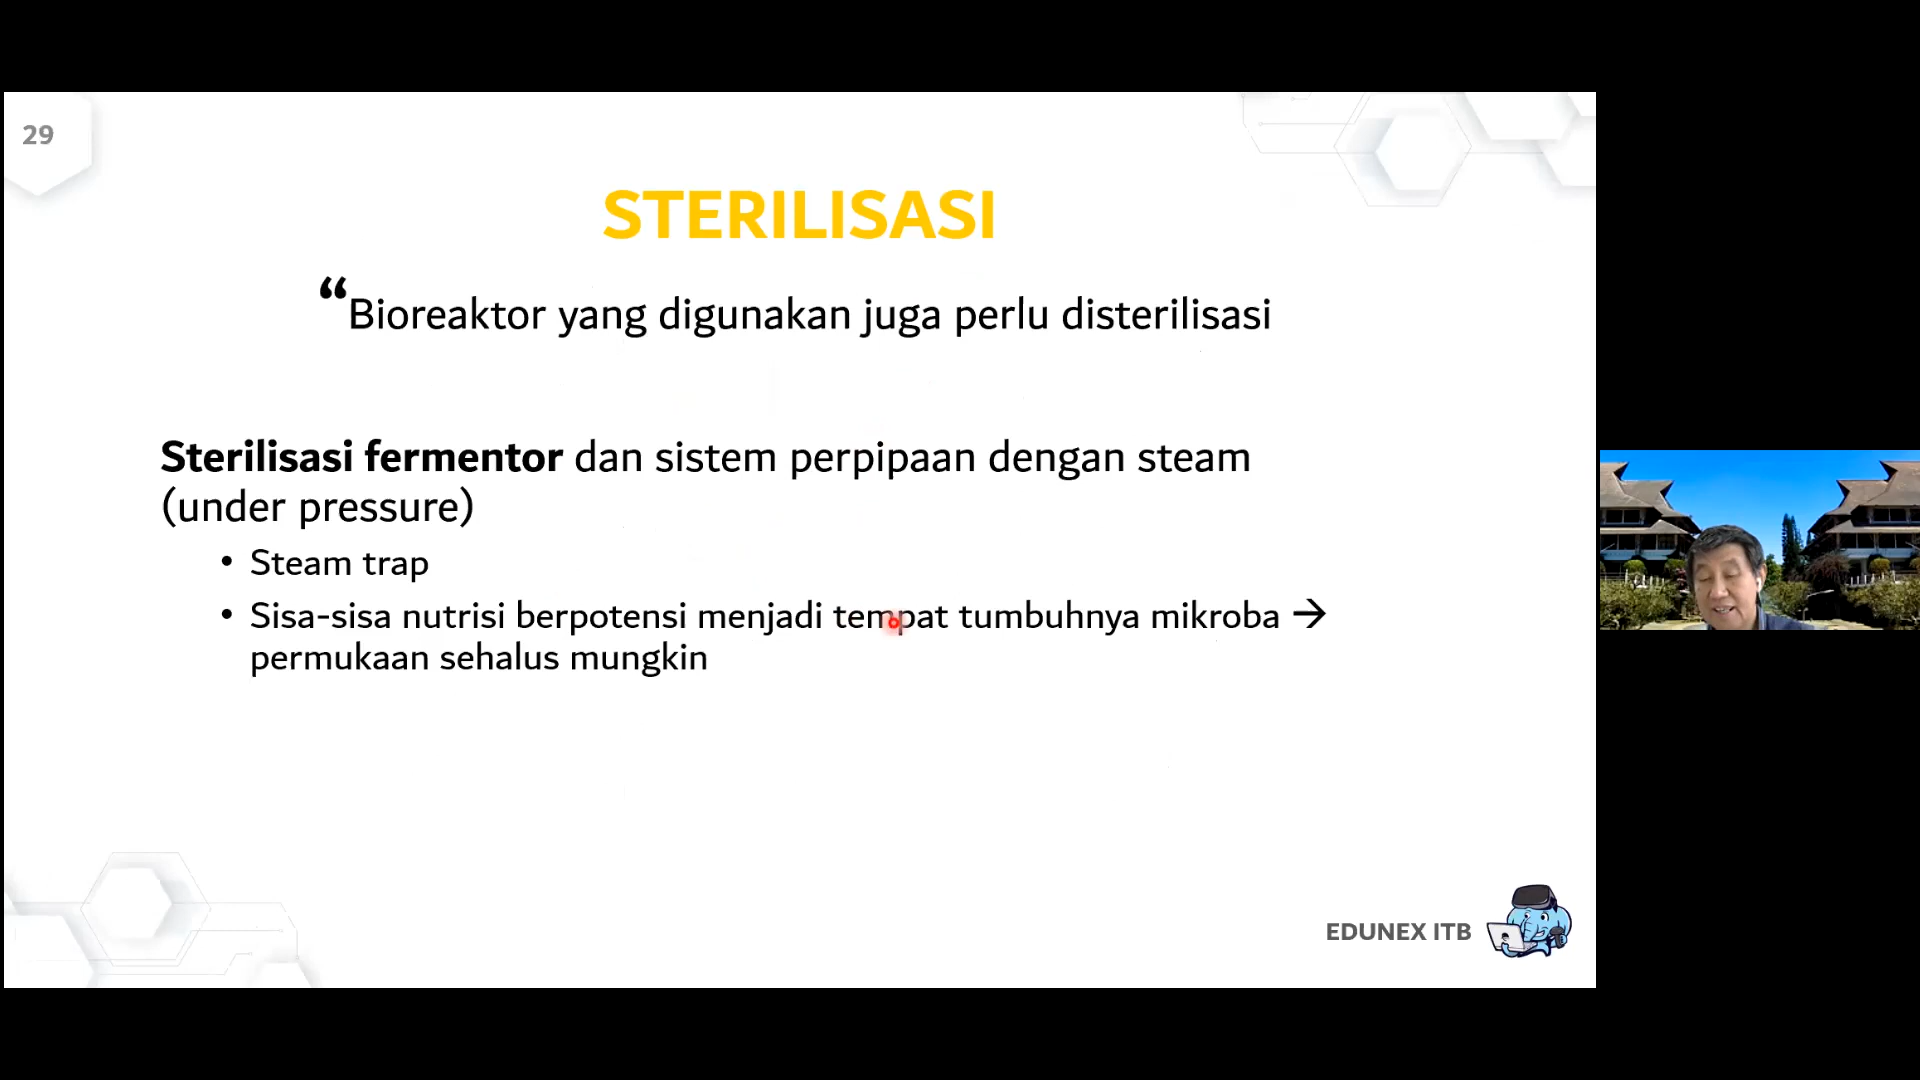 29
STERILISASI
“Bioreaktor yang digunakan juga perlu disterilisasi
Sterilisasi fermentor dan sistem perpipaan dengan steam
(under pressure)
• Steam trap
• Sisa-sisa nutrisi berpotensi menjadi tempat tumbuhnya mikroba →
permukaan sehalus mungkin
EDUNEX ITB